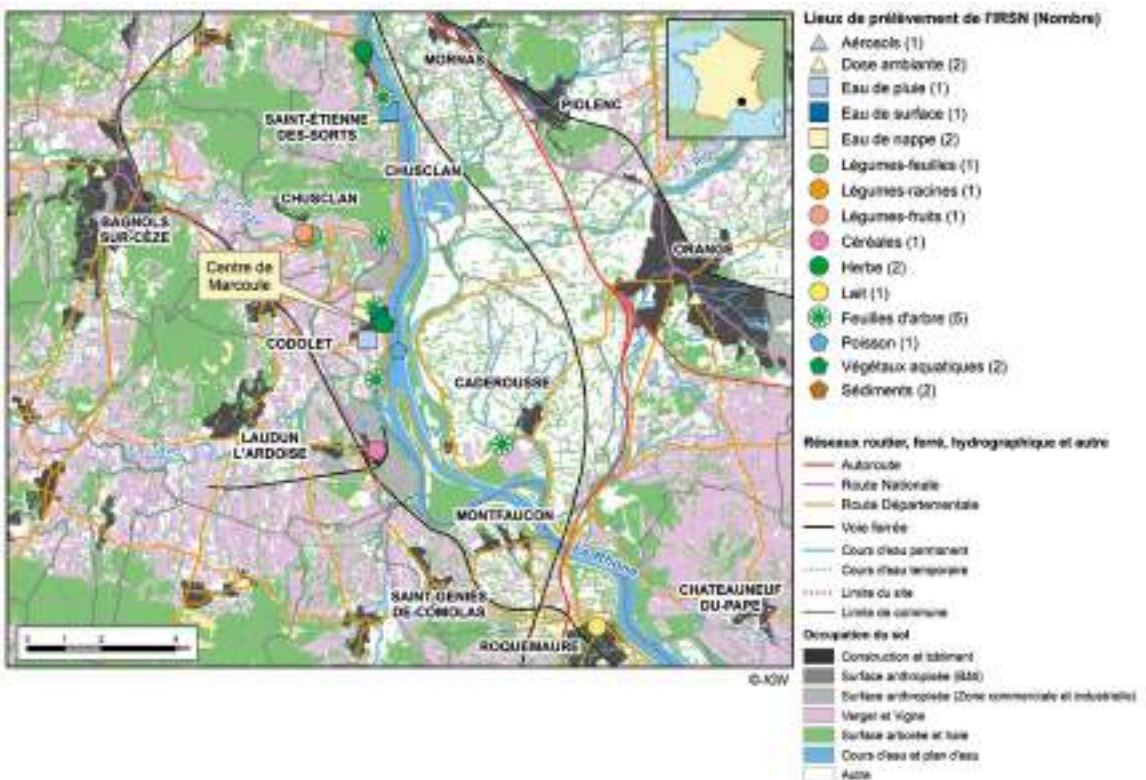 MORNAS
PIOLENC
SAINT-ÉTIENNE
DES-SORTS
CHUSCLAN
CHUSCLAN
BAGNOLS
SUR-CÈZE
ORANGE
Centre de
Marcoule
CODOLET
CADEROUSSE
LAUDUN
L'ARDOISE
MONTFAUCON
Le Rhône
SAINT-GENIÈS
DE-COMOLAS
CHATEAUNEUF
DU-PAPE
ROQUEMAURE
0 1 2 4
© IGN
Lieux de prélèvement de l'IRSN (Nombre)
Aérosols (1)
Dose ambiante (2)
Eau de pluie (1)
Eau de surface (1)
Eau de nappe (2)
Légumes-feuilles (1)
Légumes-racines (1)
Légumes-fruits (1)
Céréales (1)
Herbe (2)
Lait (1)
Feuilles d'arbre (5)
Poisson (1)
Végétaux aquatiques (2)
Sédiments (2)
Réseaux routier, ferré, hydrographique et autre
Autoroute
Route Nationale
Route Départementale
Voie ferrée
Cours d'eau permanent
Cours d'eau temporaire
Limite du site
Limite de commune
Occupation du sol
Construction et bâtiment
Surface anthropisée (Bâti)
Surface anthropisée (Zone commerciale et industrielle)
Verger et Vigne
Surface arborée et haie
Cours d'eau et plan d'eau
Autre